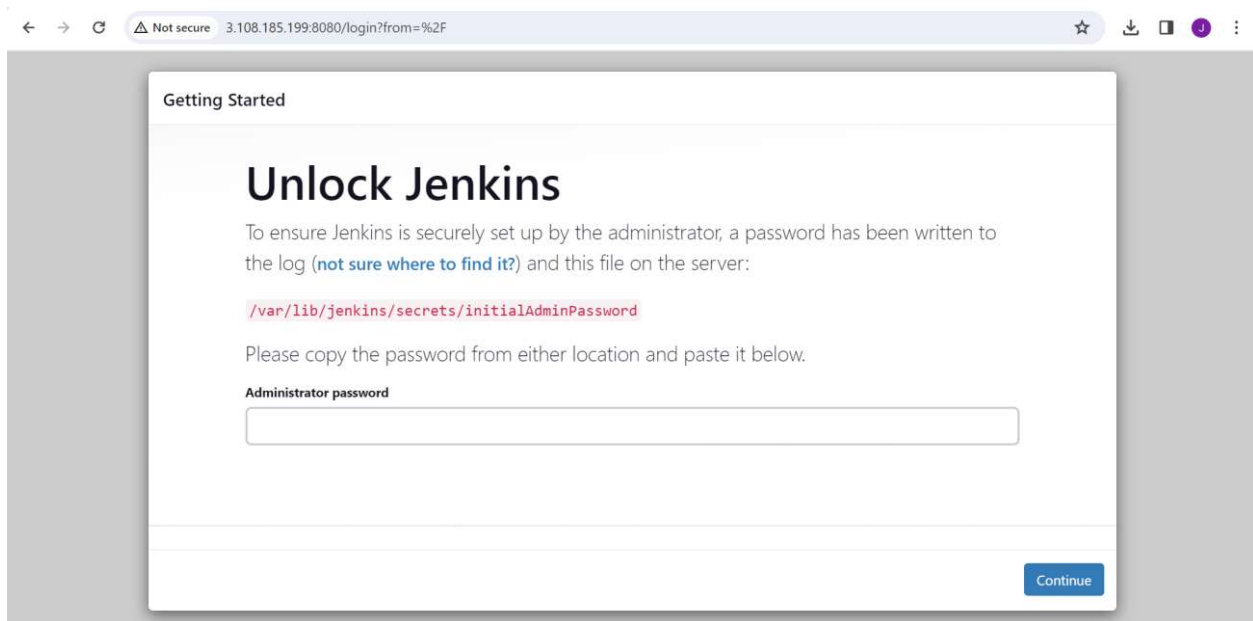 Not secure 3.108.185.199:8080/login?from=%2F
J
Getting Started
Unlock Jenkins
To ensure Jenkins is securely set up by the administrator, a password has been written to
the log (not sure where to find it?) and this file on the server:
/var/lib/jenkins/secrets/initialAdminPassword
Please copy the password from either location and paste it below.
Administrator password
Continue